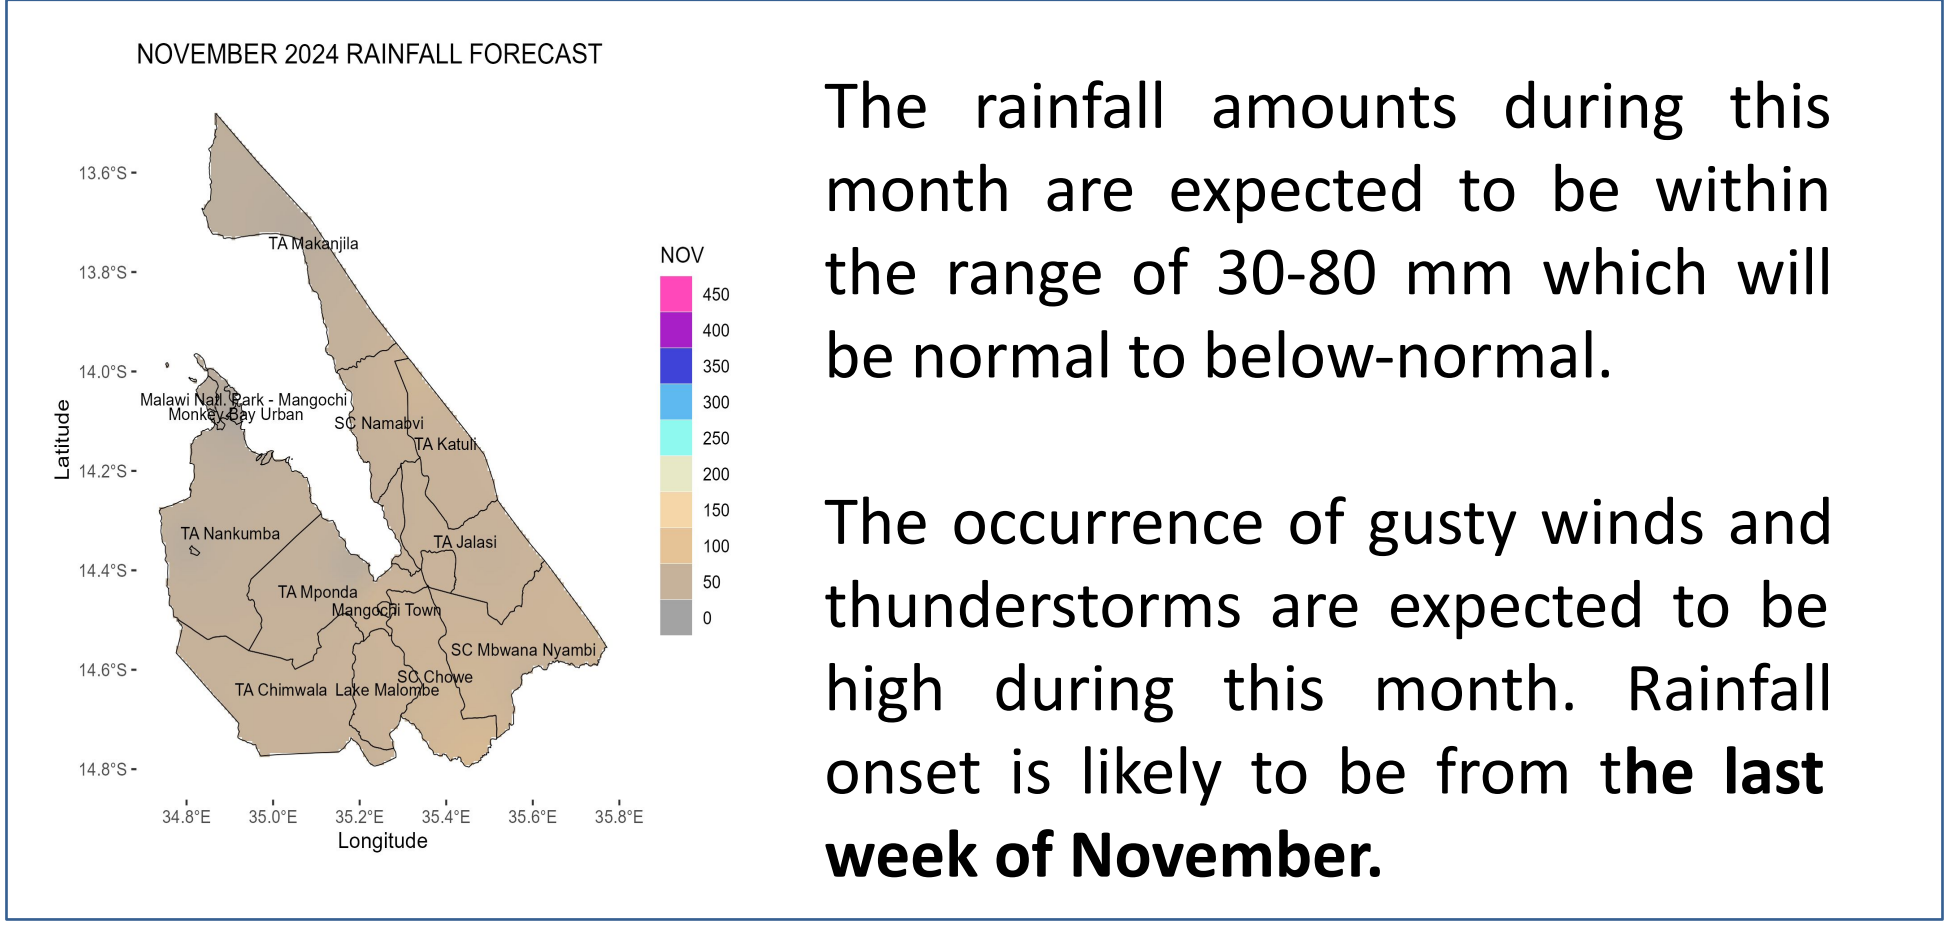 NOVEMBER 2024 RAINFALL FORECAST
13.6°S
13.8°S
14.0°S
14.2°S
14.4°S
14.6°S
14.8°S
Latitude
TA Makanjila
Malawi Natl. Park - Mangochi
Monkey Bay Urban
SC Namabvi
TA Katuli
TA Nankumba
TA Jalasi
TA Mponda
Mangochi Town
SC Mbwana Nyambi
SC Chowe
TA Chimwala
Lake Malombe
34.8°E 35.0°E 35.2°E 35.4°E 35.6°E 35.8°E
Longitude
NOV
450
400
350
300
250
200
150
100
50
0
The rainfall amounts during this
month are expected to be within
the range of 30-80 mm which will
be normal to below-normal.
The occurrence of gusty winds and
thunderstorms are expected to be
high during this month. Rainfall
onset is likely to be from the last
week of November.